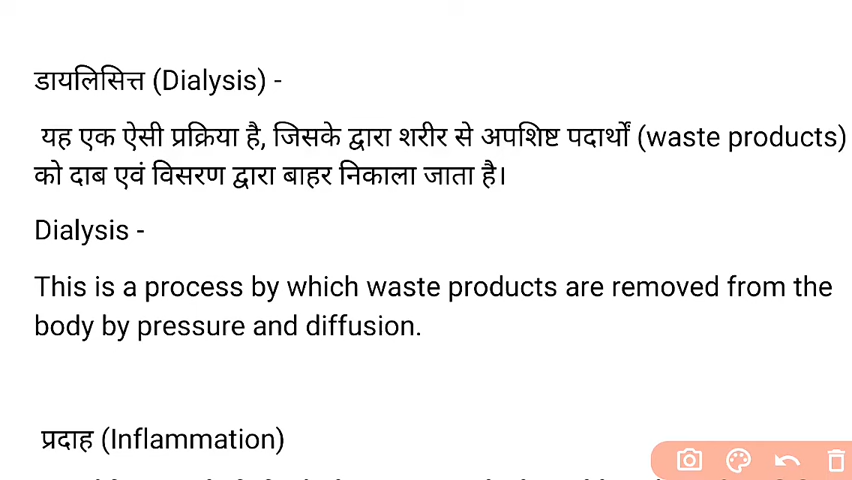 डायलिसित्त (Dialysis) -
यह एक ऐसी प्रक्रिया है, जिसके द्वारा शरीर से अपशिष्ट पदार्थों (waste products)
को दाब एवं विसरण द्वारा बाहर निकाला जाता है।
Dialysis -
This is a process by which waste products are removed from the
body by pressure and diffusion.
प्रदाह (Inflammation)